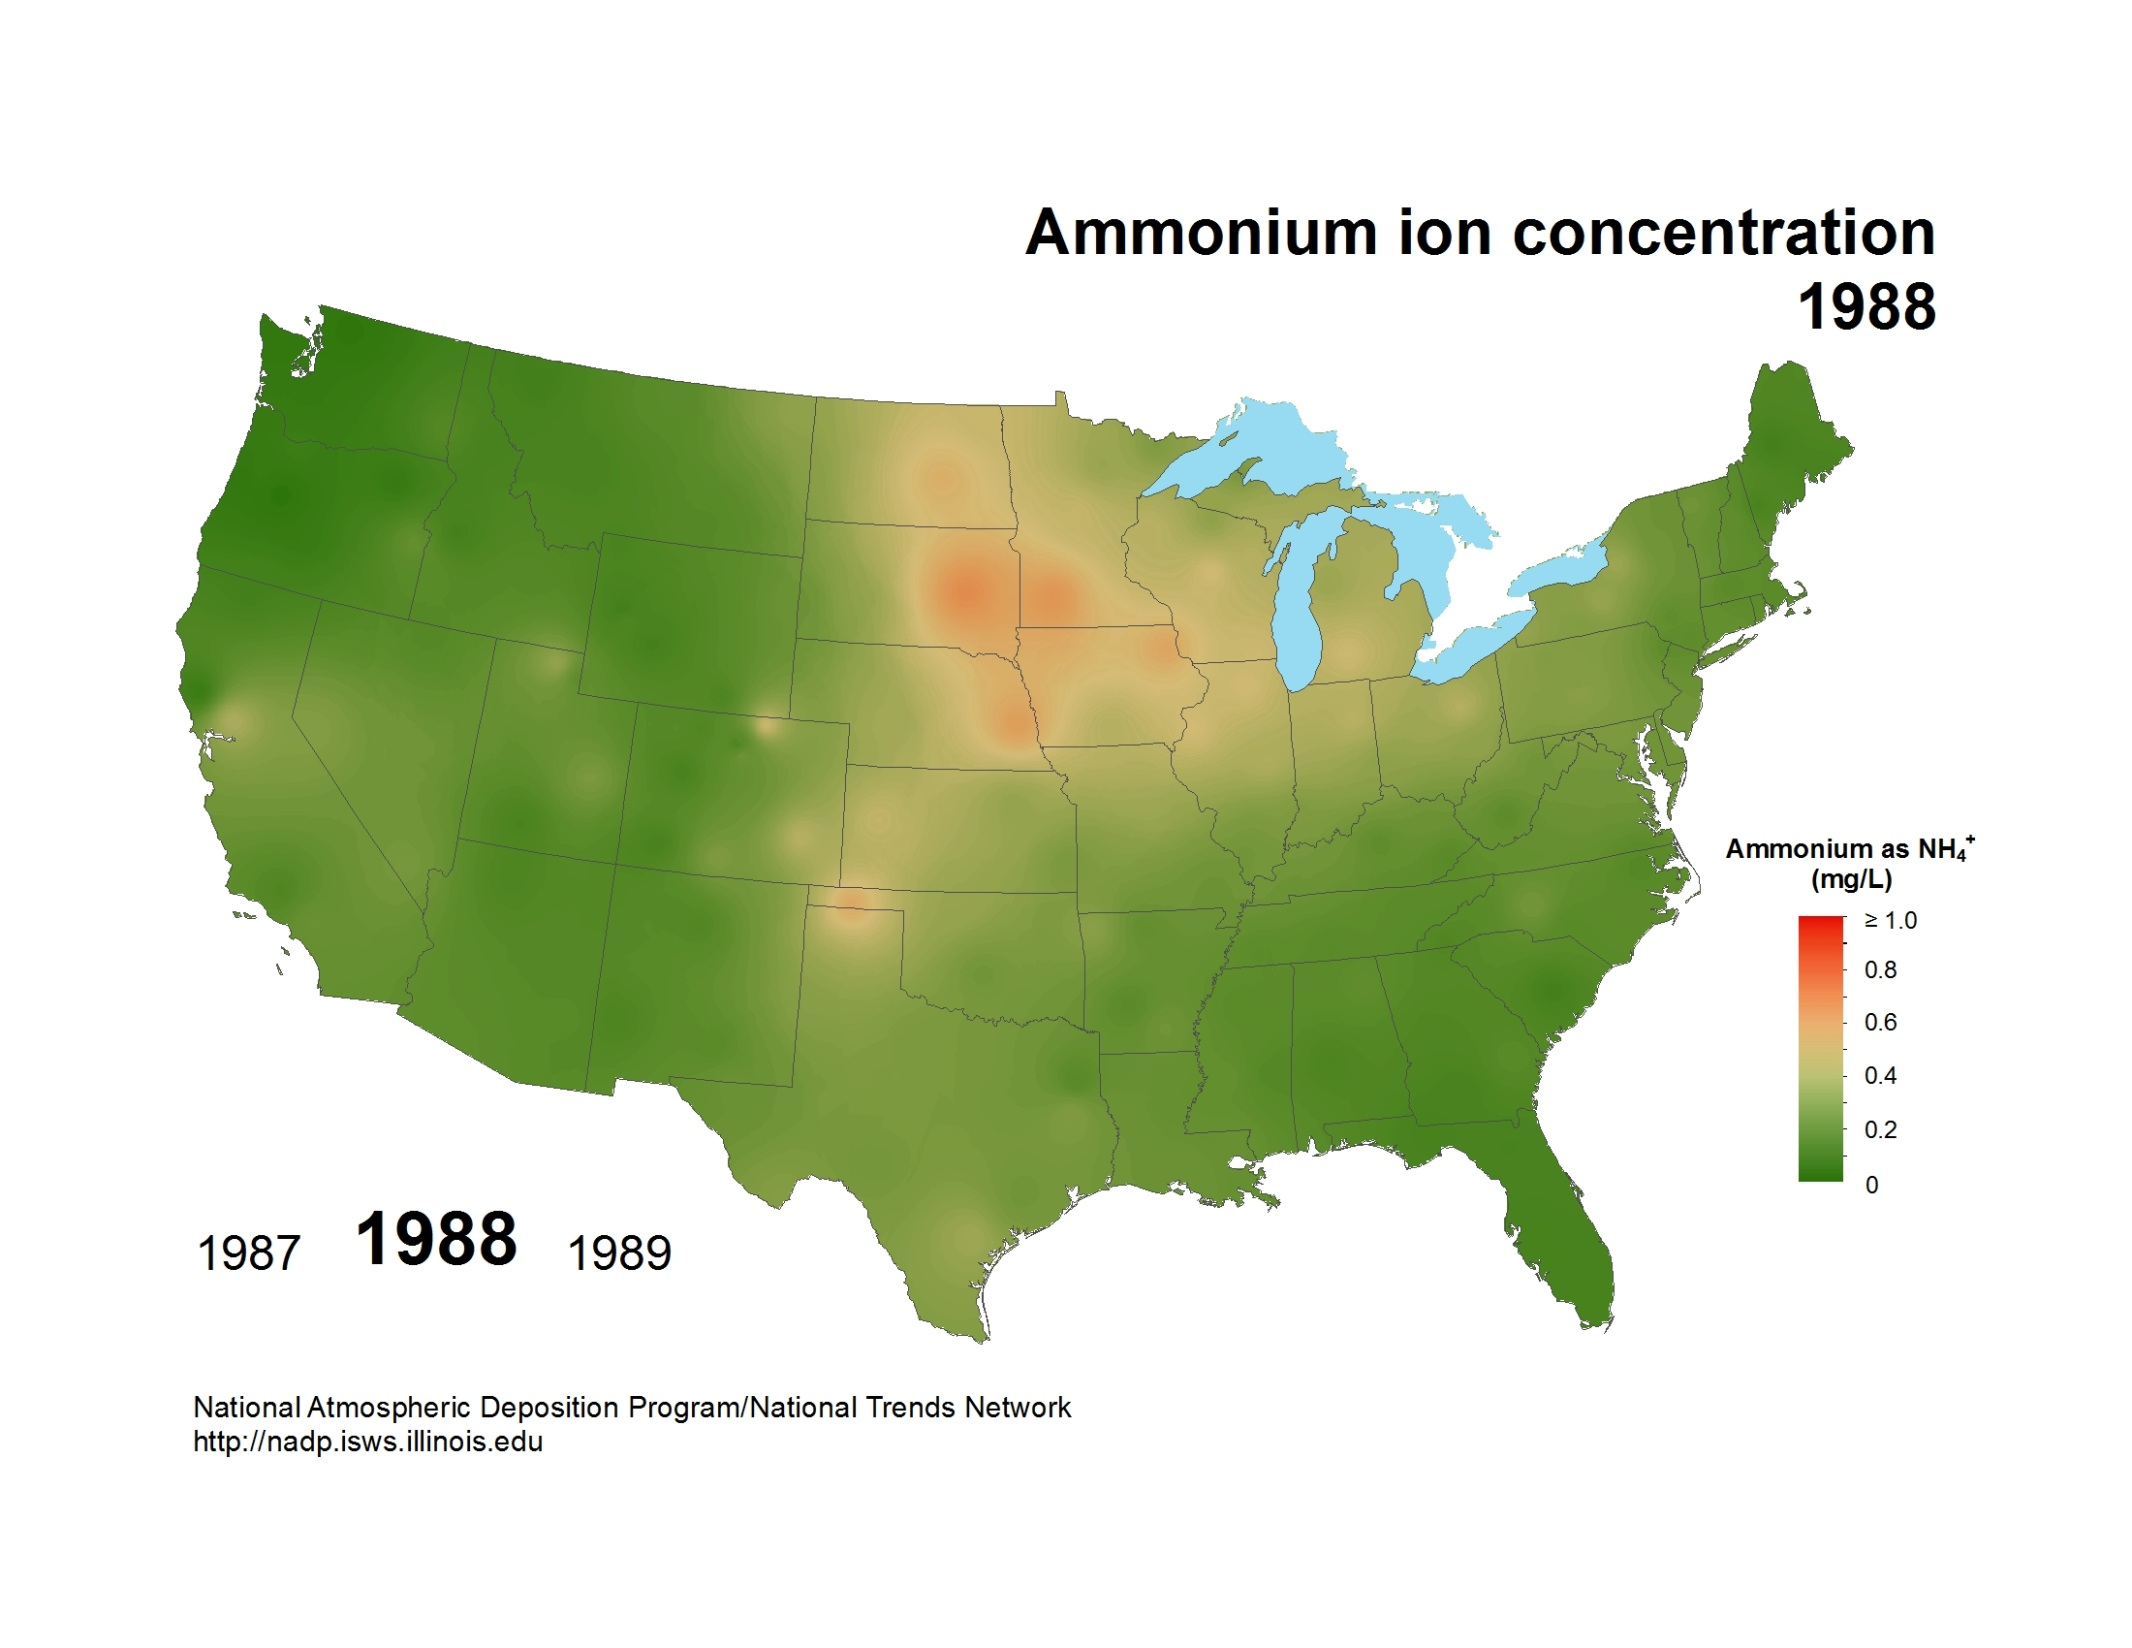 Ammonium ion concentration
1988
Ammonium as NH₄⁺
(mg/L)
≥ 1.0
0.8
0.6
0.4
0.2
0
1987 1988 1989
National Atmospheric Deposition Program/National Trends Network
http://nadp.isws.illinois.edu